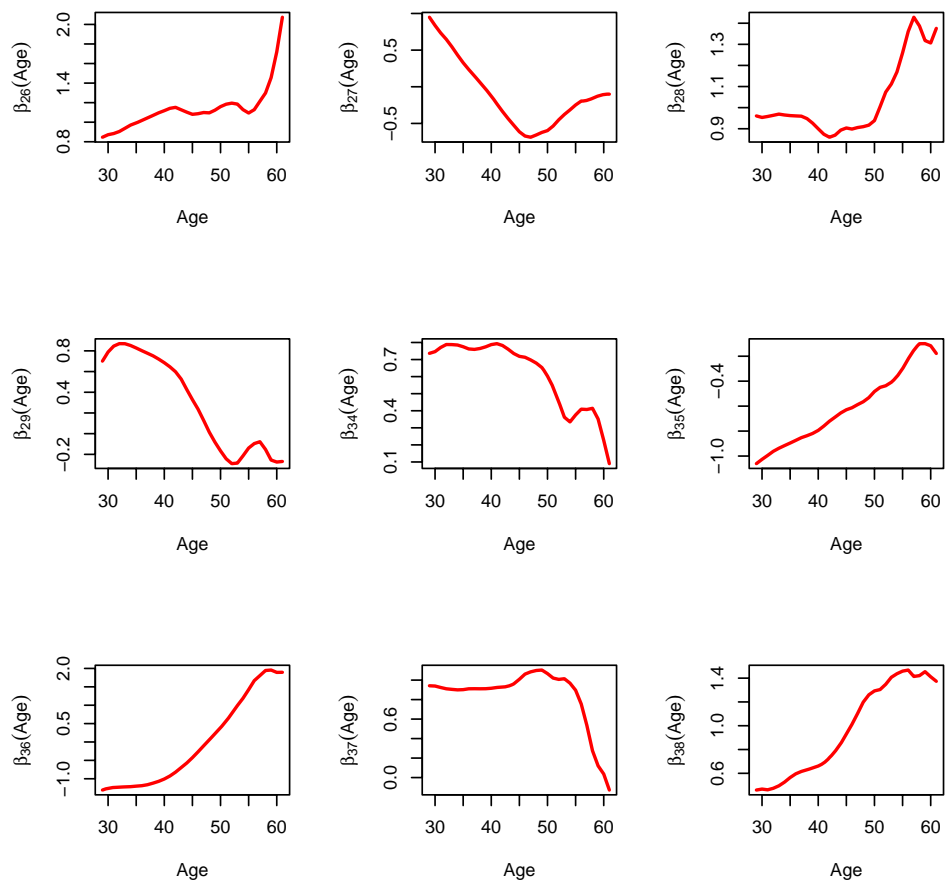 β26(Age)
0.8 1.4 2.0
30 40 50 60
Age
β27(Age)
−0.5 0.5
30 40 50 60
Age
β28(Age)
0.9 1.1 1.3
30 40 50 60
Age
β29(Age)
−0.2 0.4 0.8
30 40 50 60
Age
β34(Age)
0.1 0.4 0.7
30 40 50 60
Age
β35(Age)
−1.0 −0.4
30 40 50 60
Age
β36(Age)
−1.0 0.5 2.0
30 40 50 60
Age
β37(Age)
0.0 0.6
30 40 50 60
Age
β38(Age)
0.6 1.0 1.4
30 40 50 60
Age